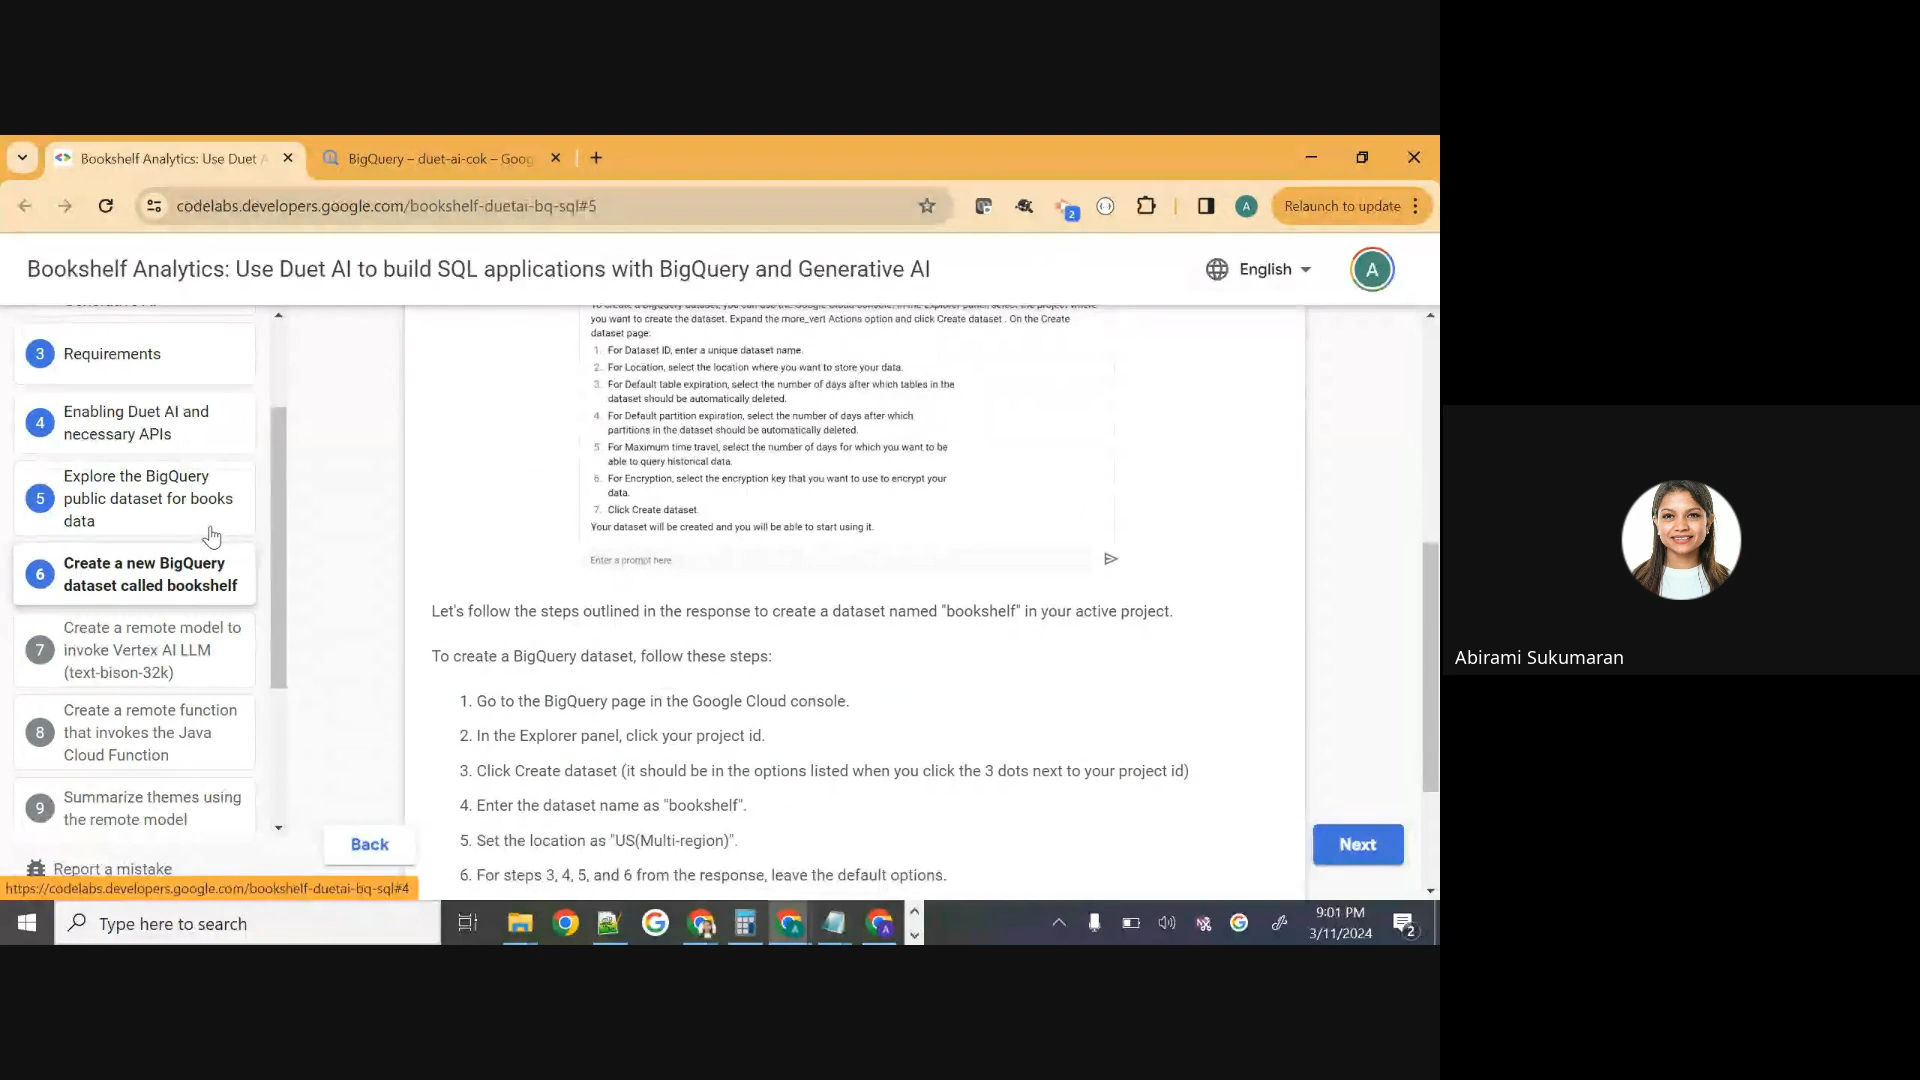 Bookshelf Analytics: Use Duet A
BigQuery – duet-ai-cok – Goog
codelabs.developers.google.com/bookshelf-duetai-bq-sql#5
2
A
Relaunch to update
Bookshelf Analytics: Use Duet AI to build SQL applications with BigQuery and Generative AI
English
A
3 Requirements
4 Enabling Duet AI and
necessary APIs
5 Explore the BigQuery
public dataset for books
data
6 Create a new BigQuery
dataset called bookshelf
7 Create a remote model to
invoke Vertex AI LLM
(text-bison-32k)
8 Create a remote function
that invokes the Java
Cloud Function
9 Summarize themes using
the remote model
Report a mistake
https://codelabs.developers.google.com/bookshelf-duetai-bq-sql#4
you want to create the dataset. Expand the more_vert Actions option and click Create dataset . On the Create
dataset page:
1. For Dataset ID, enter a unique dataset name.
2. For Location, select the location where you want to store your data.
3. For Default table expiration, select the number of days after which tables in the
dataset should be automatically deleted.
4. For Default partition expiration, select the number of days after which
partitions in the dataset should be automatically deleted.
5. For Maximum time travel, select the number of days for which you want to be
able to query historical data.
6. For Encryption, select the encryption key that you want to use to encrypt your
data.
7. Click Create dataset.
Your dataset will be created and you will be able to start using it.
Enter a prompt here
Let's follow the steps outlined in the response to create a dataset named "bookshelf" in your active project.
To create a BigQuery dataset, follow these steps:
1. Go to the BigQuery page in the Google Cloud console.
2. In the Explorer panel, click your project id.
3. Click Create dataset (it should be in the options listed when you click the 3 dots next to your project id)
4. Enter the dataset name as "bookshelf".
5. Set the location as "US(Multi-region)".
6. For steps 3, 4, 5, and 6 from the response, leave the default options.
Back
Next
Type here to search
9:01 PM
3/11/2024
2
Abirami Sukumaran